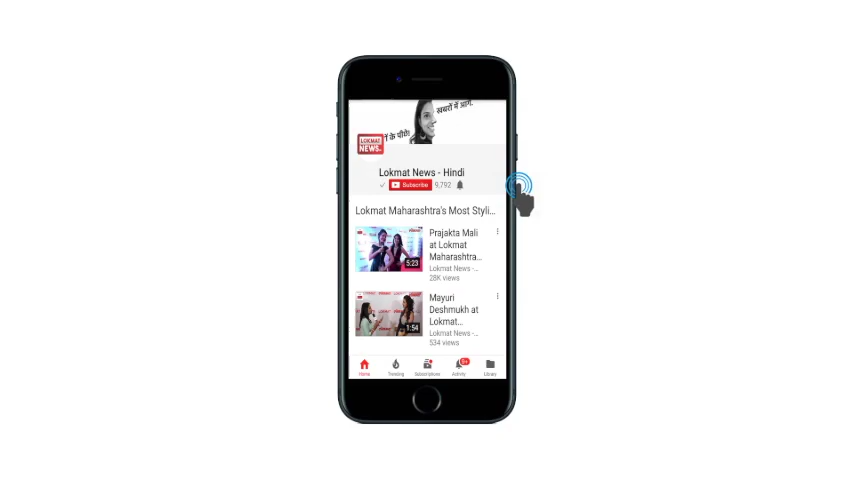 खबरों में आगे,
के पीछे!
LOKMAT
NEWS
Lokmat News - Hindi
Subscribe 9,792
Lokmat Maharashtra's Most Styli...
Prajakta Mali
at Lokmat
Maharashtra...
Lokmat News -...
28K views
5:23
Mayuri
Deshmukh at
Lokmat...
Lokmat News -...
534 views
1:54
Home Trending Subscriptions Activity Library
9+